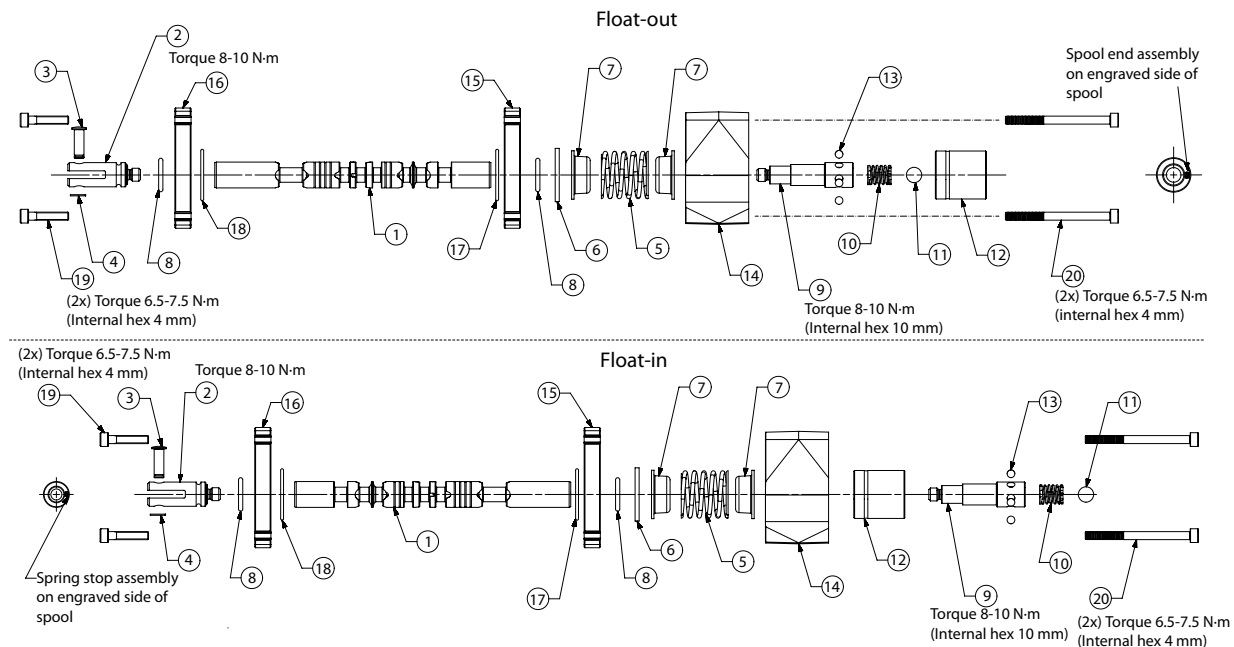 Float-out
2
Torque 8-10 N·m
3
16
15
7
7
13
Spool end assembly
on engraved side of
spool
18
1
17
6
5
10
11
12
4
8
8
14
9
20
19
(2x) Torque 6.5-7.5 N·m
(Internal hex 4 mm)
Torque 8-10 N·m
(Internal hex 10 mm)
(2x) Torque 6.5-7.5 N·m
(internal hex 4 mm)
Float-in
(2x) Torque 6.5-7.5 N·m
(Internal hex 4 mm)
Torque 8-10 N·m
19
3
2
16
15
7
7
13
11
4
8
18
1
17
8
6
5
14
12
9
10
20
Spring stop assembly
on engraved side of
spool
Torque 8-10 N·m
(Internal hex 10 mm)
(2x) Torque 6.5-7.5 N·m
(Internal hex 4 mm)